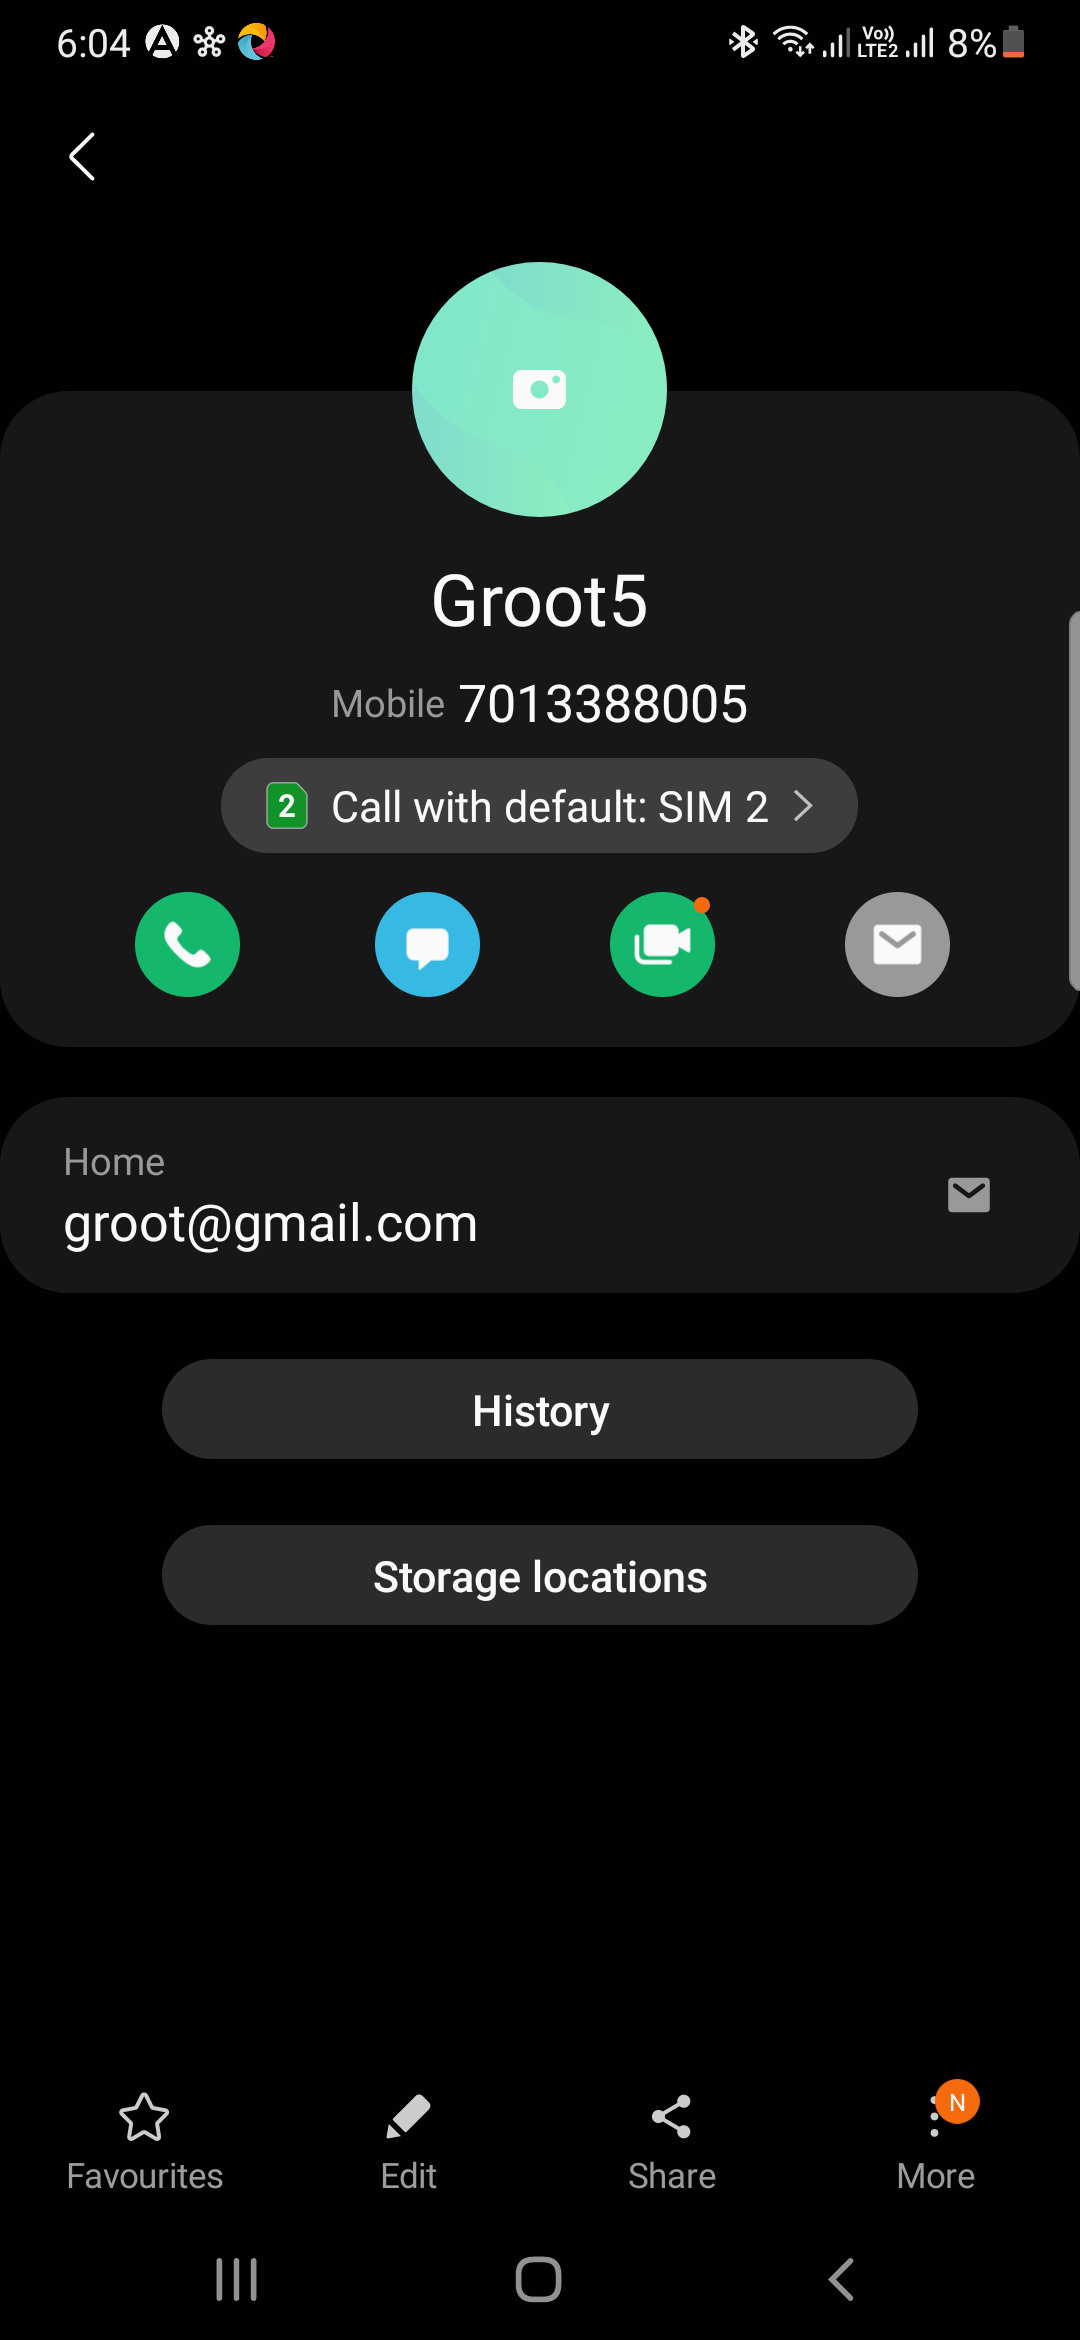 6:04 Vo)) LTE2 8%
Groot5
Mobile 7013388005
2 Call with default: SIM 2
Home
groot@gmail.com
History
Storage locations
N
Favourites Edit Share More